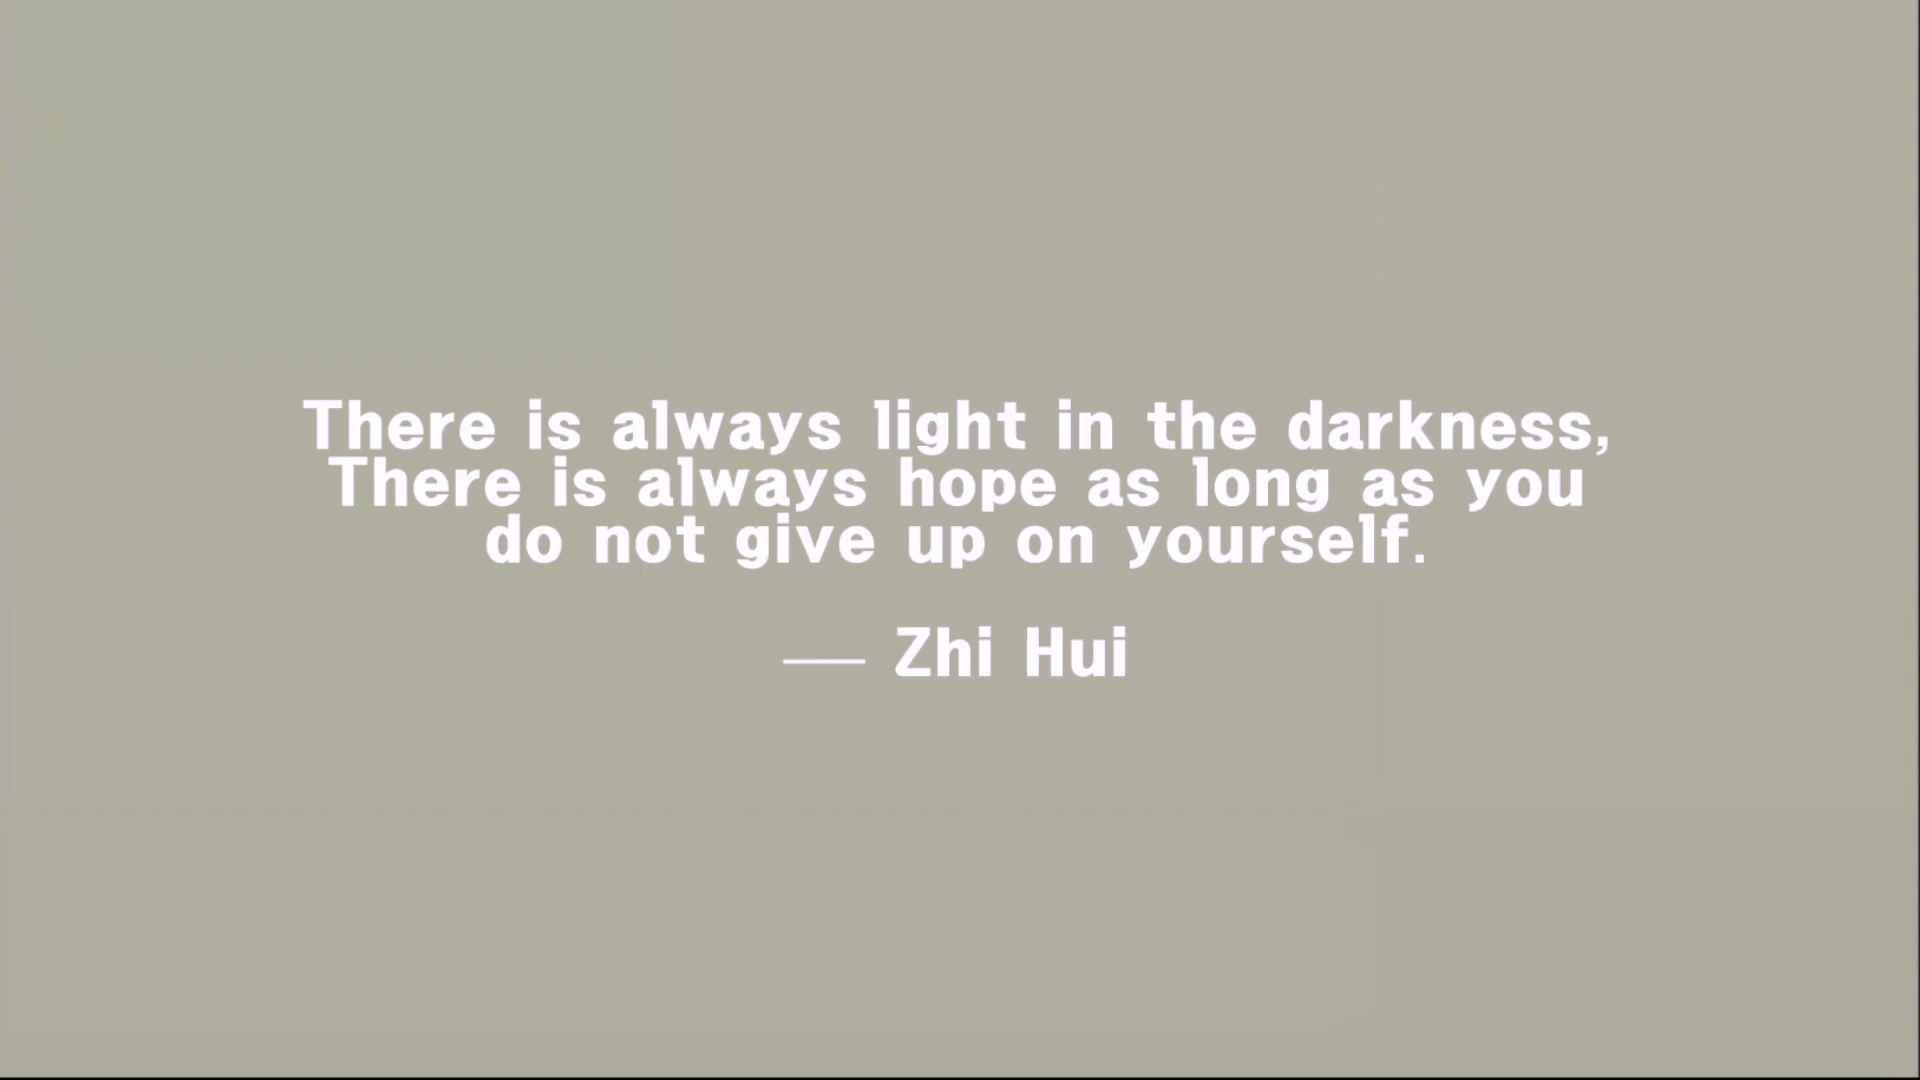 There is always light in the darkness,
There is always hope as long as you
do not give up on yourself.
—— Zhi Hui